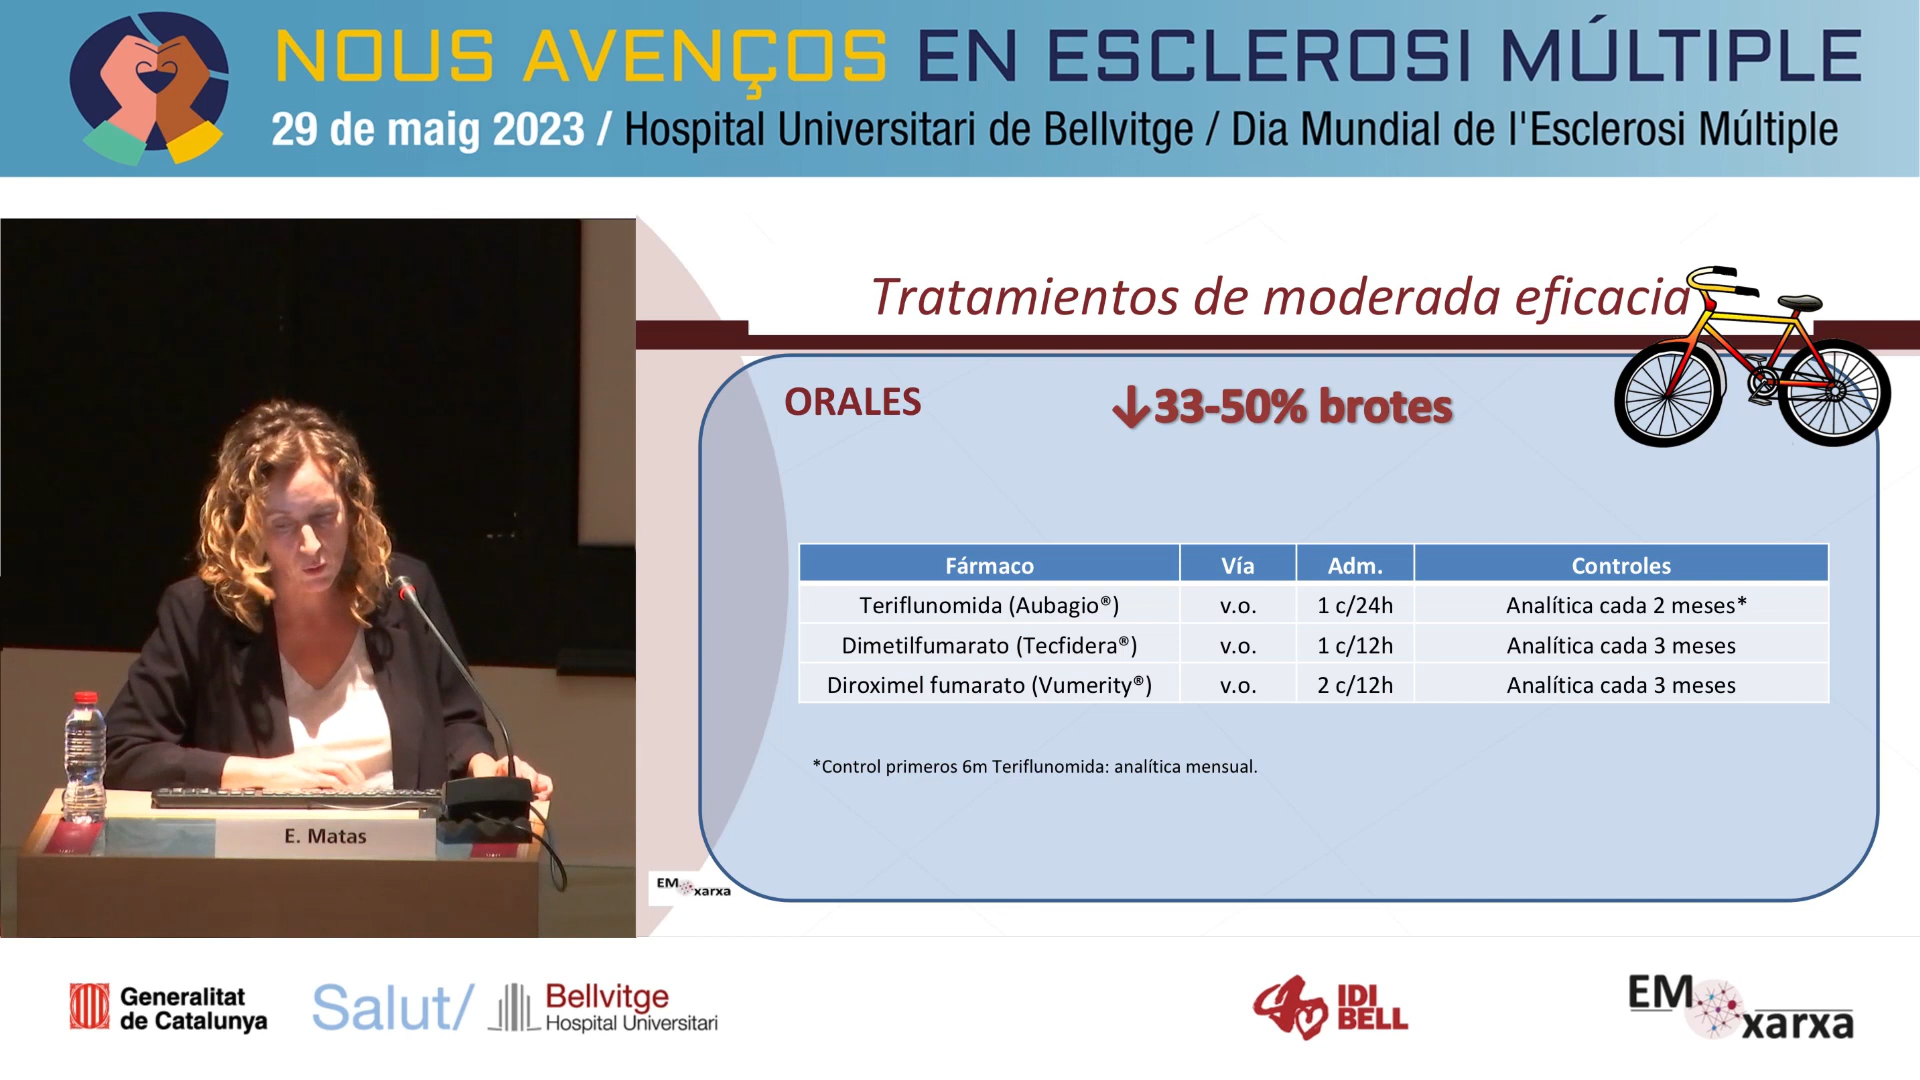 NOUS AVENÇOS EN ESCLEROSI MÚLTIPLE
29 de maig 2023 / Hospital Universitari de Bellvitge / Dia Mundial de l'Esclerosi Múltiple
Tratamientos de moderada eficacia
ORALES
↓33-50% brotes
Fármaco Vía Adm. Controles
Teriflunomida (Aubagio®) v.o. 1 c/24h Analítica cada 2 meses*
Dimetilfumarato (Tecfidera®) v.o. 1 c/12h Analítica cada 3 meses
Diroximel fumarato (Vumerity®) v.o. 2 c/12h Analítica cada 3 meses
*Control primeros 6m Teriflunomida: analítica mensual.
E. Matas
EM xarxa
Generalitat
de Catalunya
Salut/
Bellvitge
Hospital Universitari
IDI
BELL
EM
xarxa